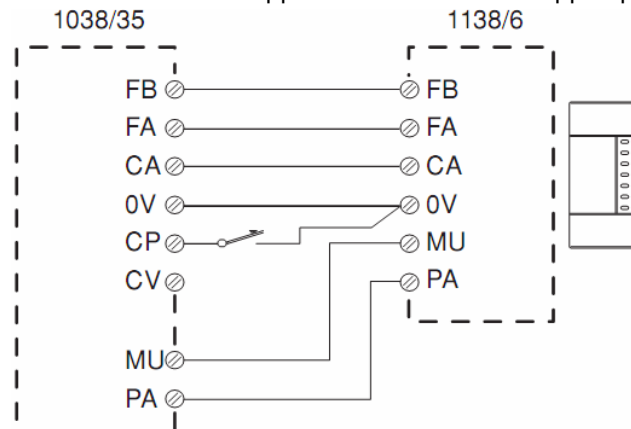 1038/35 1138/6
FB FB
FA FA
CA CA
0V 0V
CP MU
CV PA
MU
PA